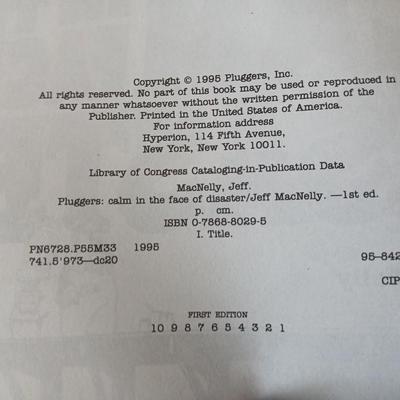 Copyright © 1995 Pluggers, Inc.
All rights reserved. No part of this book may be used or reproduced in
any manner whatsoever without the written permission of the
Publisher. Printed in the United States of America.
For information address
Hyperion, 114 Fifth Avenue,
New York, New York 10011.
Library of Congress Cataloging-in-Publication Data
MacNelly, Jeff.
Pluggers: calm in the face of disaster/Jeff MacNelly. —1st ed.
p. cm.
ISBN 0-7868-8029-5
I. Title.
PN6728.P55M33 1995
741.5'973—dc20 95-842
CIP
FIRST EDITION
10 9 8 7 6 5 4 3 2 1